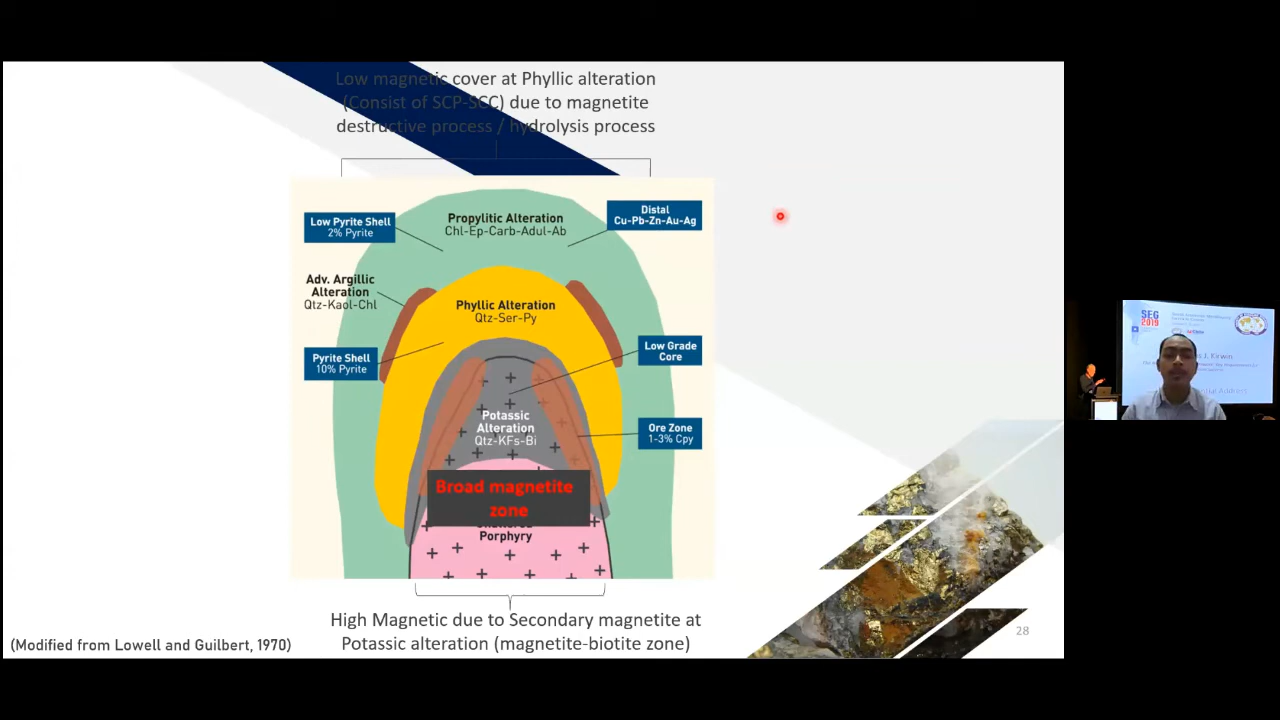 Low magnetic cover at Phyllic alteration
(Consist of SCP-SCC) due to magnetite
destructive process / hydrolysis process
Low Pyrite Shell
2% Pyrite
Propylitic Alteration
Chl-Ep-Carb-Adul-Ab
Distal
Cu-Pb-Zn-Au-Ag
Adv. Argillic
Alteration
Qtz-Kaol-Chl
Phyllic Alteration
Qtz-Ser-Py
Pyrite Shell
10% Pyrite
Low Grade
Core
Potassic
Alteration
Qtz-KFs-Bi
Ore Zone
1-3% Cpy
Broad magnetite
zone
Porphyry
High Magnetic due to Secondary magnetite at
Potassic alteration (magnetite-biotite zone)
(Modified from Lowell and Guilbert, 1970)
28
SEG
2019
J. Kirwin